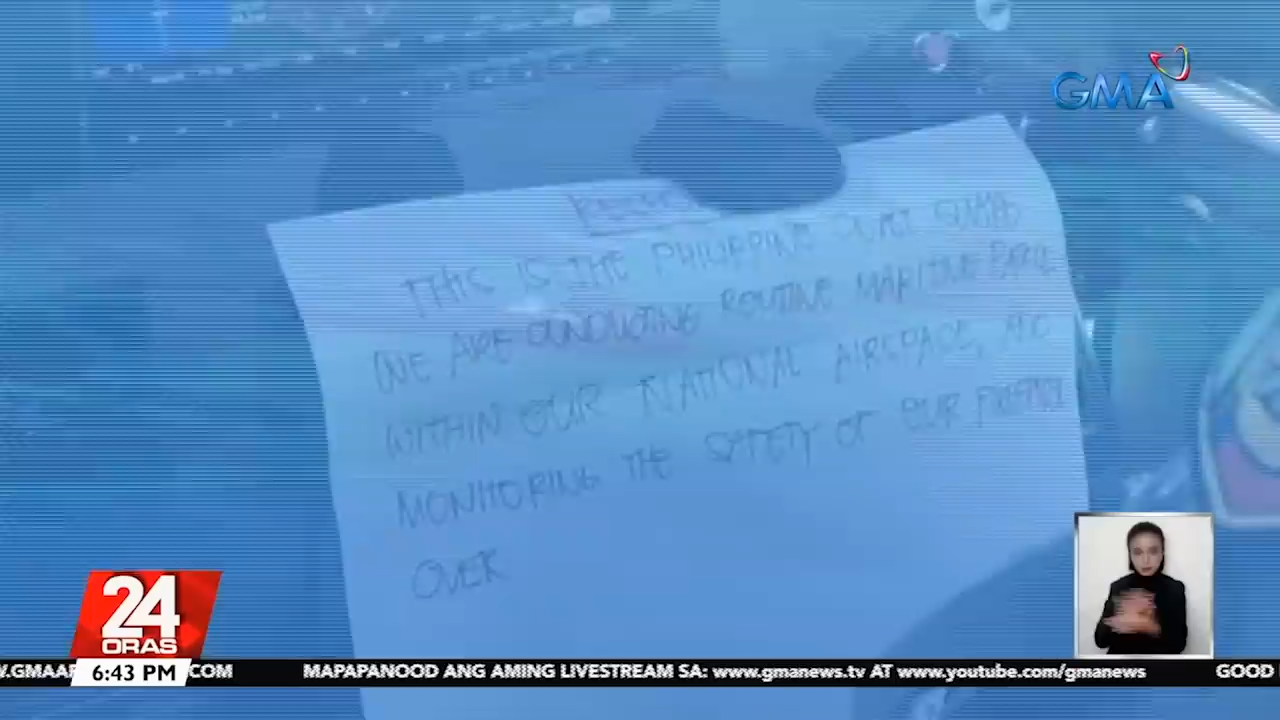 GMA
THIS IS THE PHILIPPINE COAST GUARD
WE ARE CONDUCTING ROUTINE MARITIME
WITHIN OUR NATIONAL AIRSPACE, AND
MONITORING THE SAFETY OF OUR
OVER
24
ORAS
6:43 PM
MAPAPANOOD ANG AMING LIVESTREAM SA: www.gmanews.tv AT www.youtube.com/gmanews
GOOD